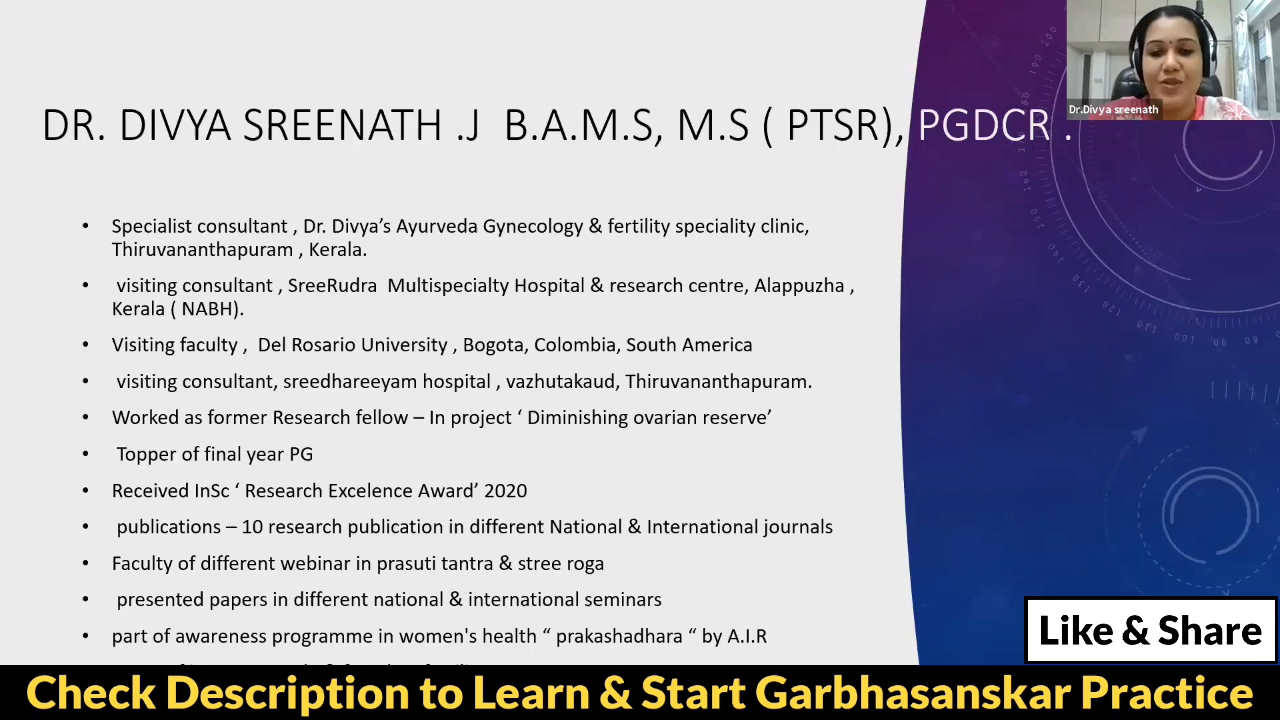 Dr.Divya sreenath
DR. DIVYA SREENATH .J B.A.M.S, M.S ( PTSR), PGDCR .
• Specialist consultant , Dr. Divya’s Ayurveda Gynecology & fertility speciality clinic,
Thiruvananthapuram , Kerala.
• visiting consultant , SreeRudra Multispecialty Hospital & research centre, Alappuzha ,
Kerala ( NABH).
• Visiting faculty , Del Rosario University , Bogota, Colombia, South America
• visiting consultant, sreedhareeyam hospital , vazhutakaud, Thiruvananthapuram.
• Worked as former Research fellow – In project ‘ Diminishing ovarian reserve’
• Topper of final year PG
• Received InSc ‘ Research Excelence Award’ 2020
• publications – 10 research publication in different National & International journals
• Faculty of different webinar in prasuti tantra & stree roga
• presented papers in different national & international seminars
• part of awareness programme in women's health “ prakashadhara “ by A.I.R
Like & Share
Check Description to Learn & Start Garbhasanskar Practice